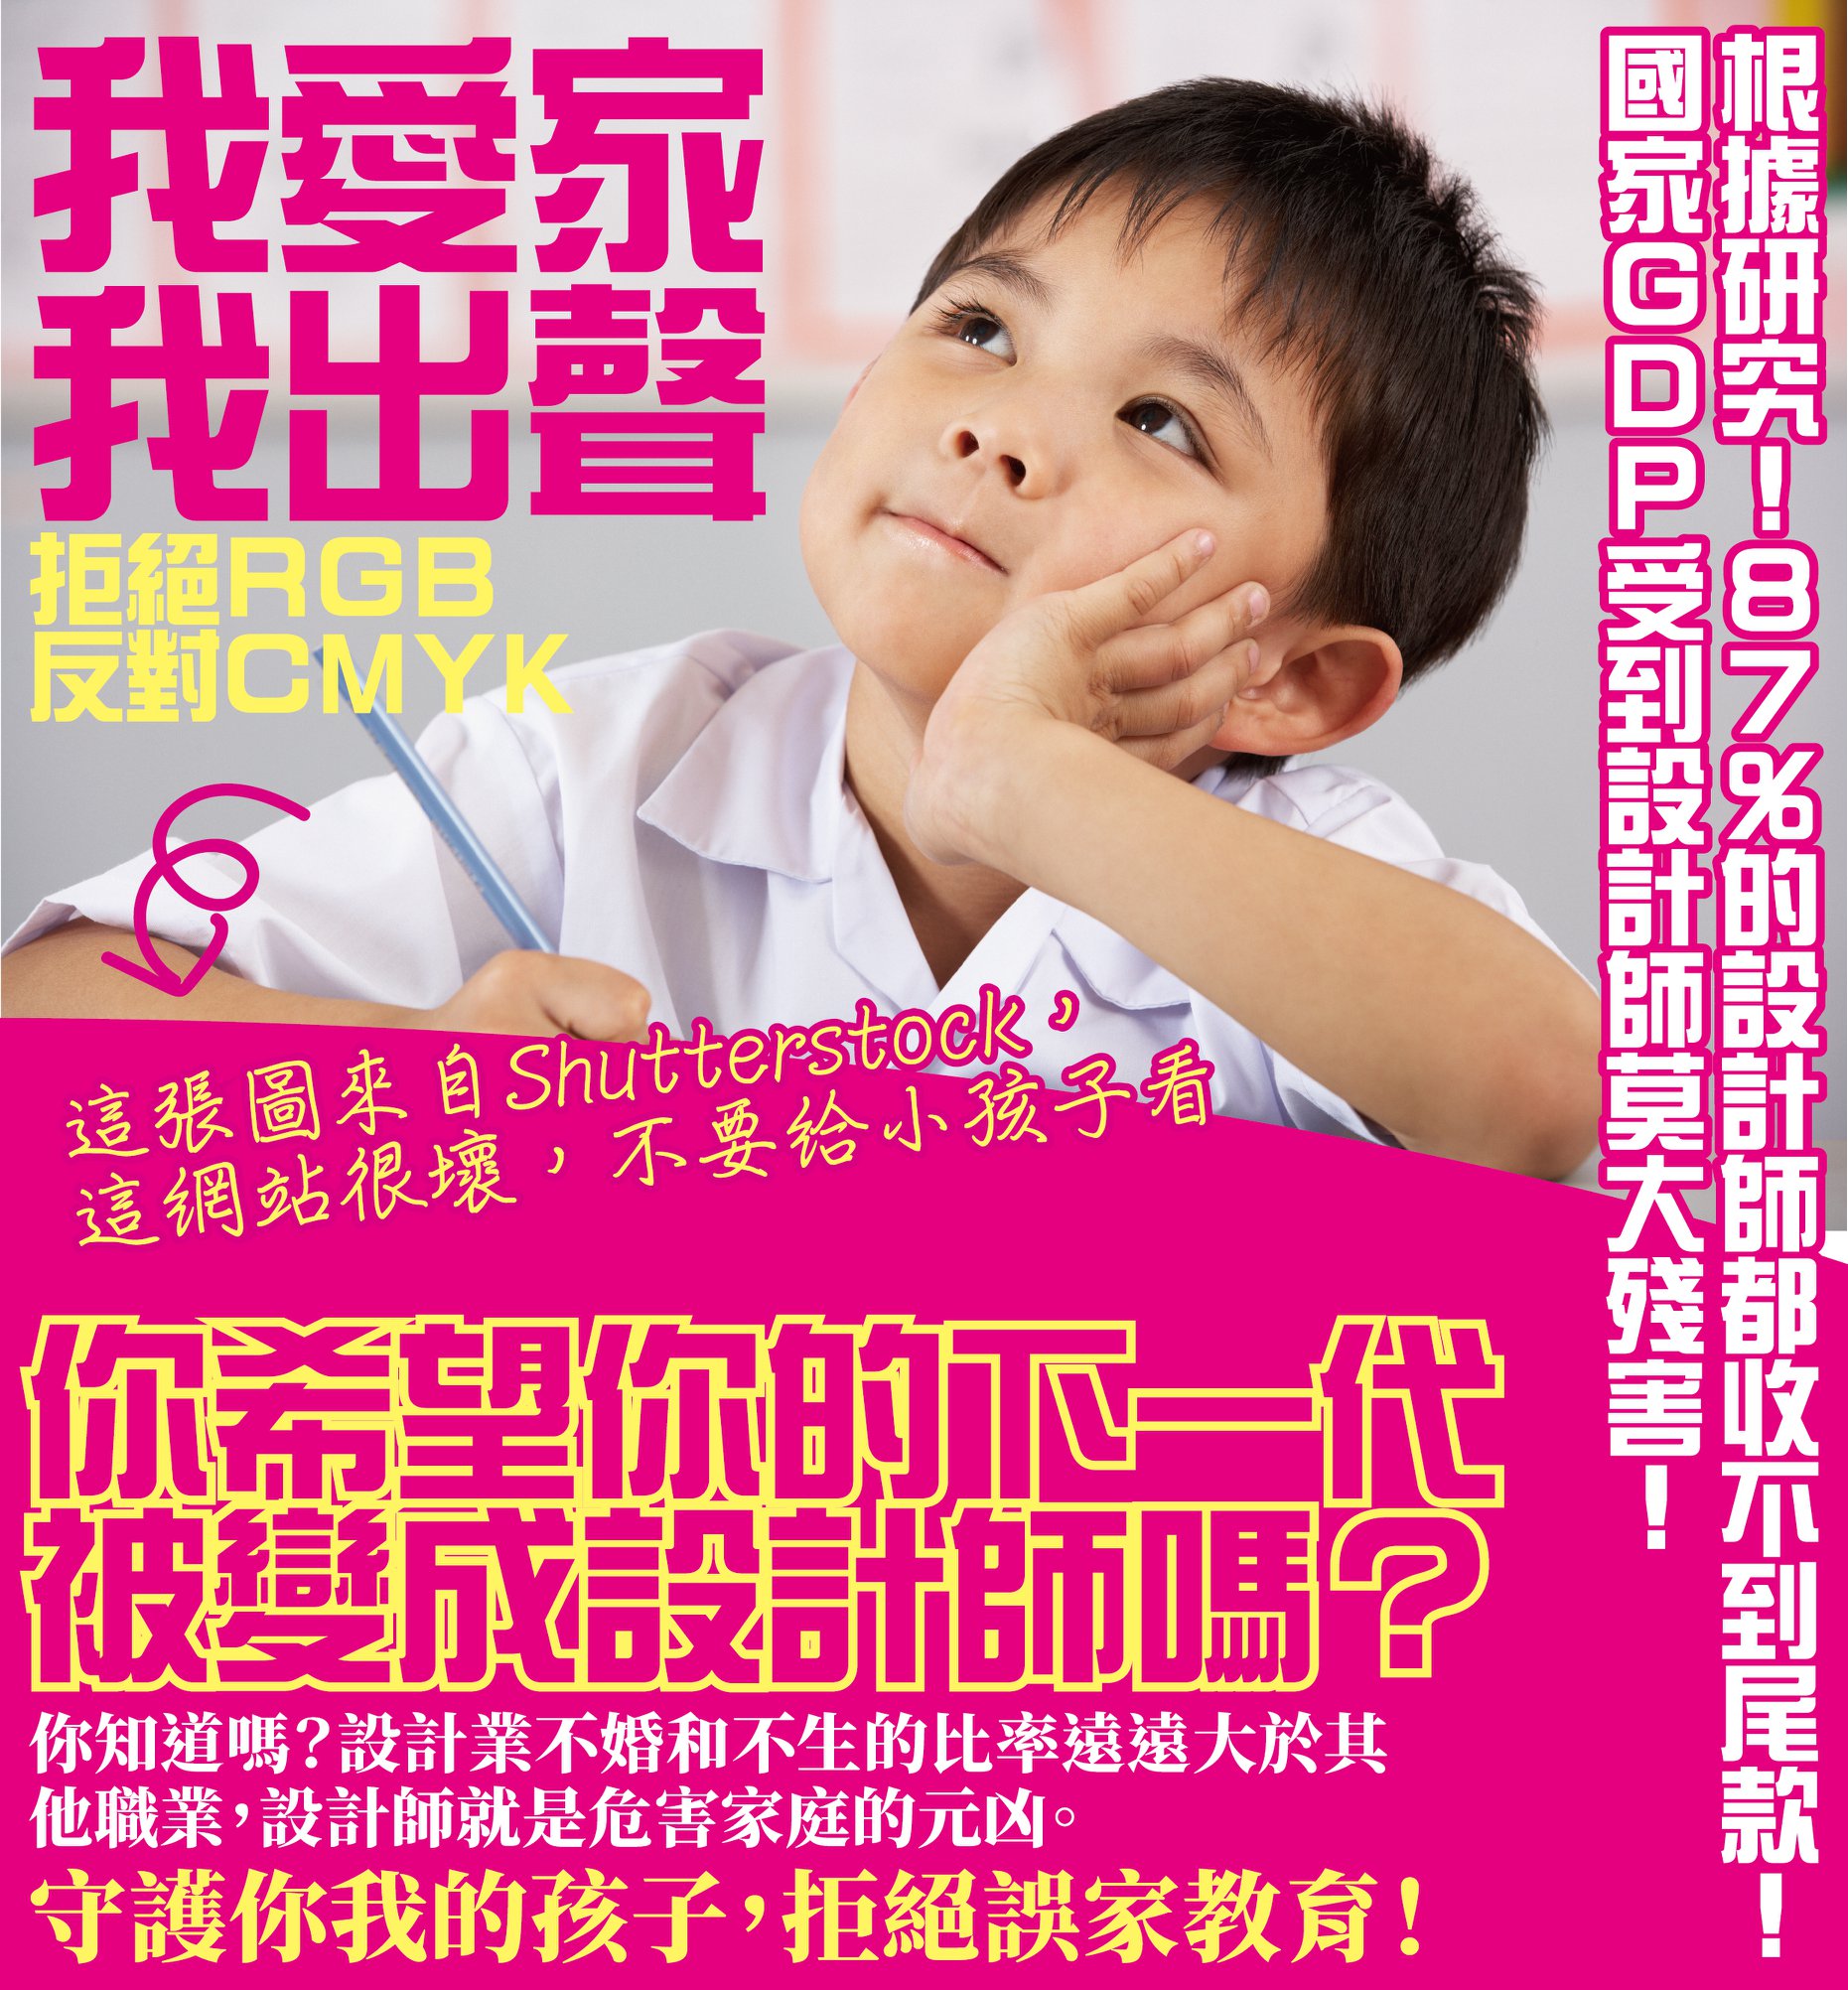 我愛家
我出聲
拒絕RGB
反對CMYK
根據研究！87%的設計師都收不到尾款！
國家GDP受到設計師莫大殘害！
這張圖來自Shutterstock，
這網站很壞，不要給小孩子看
你希望你的下一代
被變成設計師嗎？
你知道嗎？設計業不婚和不生的比率遠遠大於其
他職業，設計師就是危害家庭的元凶。
守護你我的孩子，拒絕誤家教育！